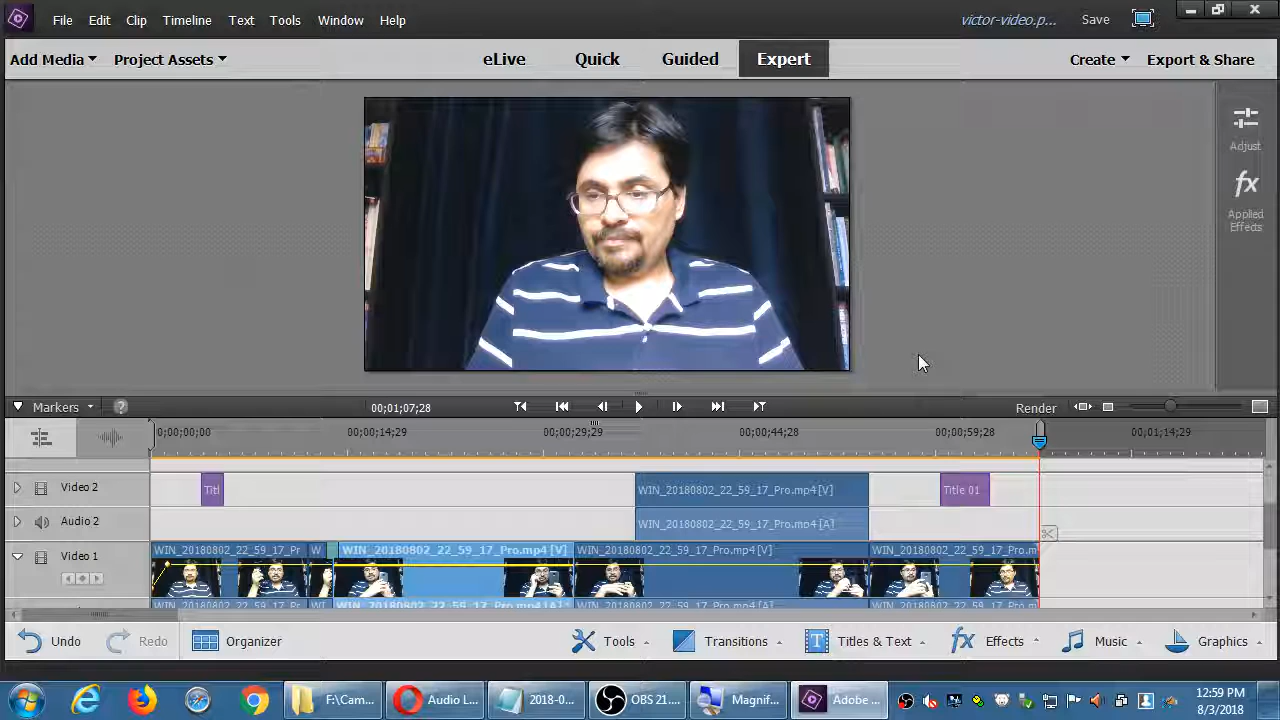 File Edit Clip Timeline Text Tools Window Help victor-video.p... Save
Add Media Project Assets eLive Quick Guided Expert Create Export & Share
Adjust
fx
Applied
Effects
Markers ? 00;01;07;28 Render
0;00;00;00 00;00;14;29 00;00;29;29 00;00;44;28 00;00;59;28 00;01;14;29
Video 2 Titl WIN_20180802_22_59_17_Pro.mp4 [V] Title 01
Audio 2 WIN_20180802_22_59_17_Pro.mp4 [A]
Video 1 WIN_20180802_22_59_17_Pr W WIN_20180802_22_59_17_Pro.mp4 [V] WIN_20180802_22_59_17_Pro.mp4 [V] WIN_20180802_22_59_17_Pro.m
WIN_20180802_22_59_17_Pr W WIN_20180802_22_59_17_Pro.mp4 [A] WIN_20180802_22_59_17_Pro.mp4 [A] WIN_20180802_22_59_17_Pro.m
Undo Redo Organizer Tools Transitions T Titles & Text fx Effects Music Graphics
F:\Cam... Audio L... 2018-0... OBS 21.... Magnif... Adobe ... 12:59 PM
8/3/2018